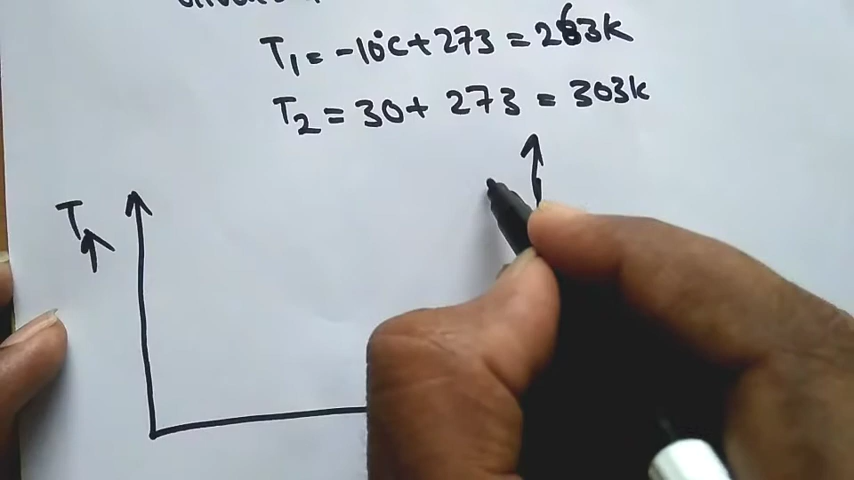 T₁ = -10°C + 273 = 263K
T₂ = 30 + 273 = 303K
T